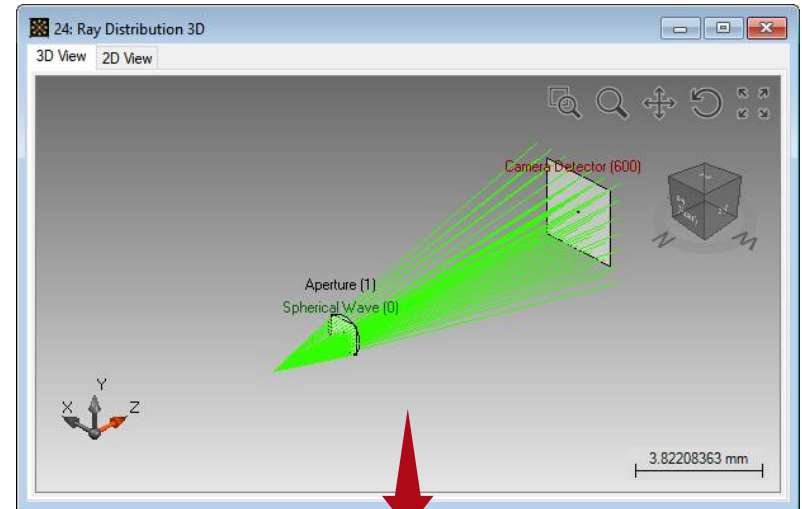 24: Ray Distribution 3D
3D View 2D View
Camera Detector (600)
Aperture (1)
Spherical Wave (0)
Y
X Z
3.82208363 mm